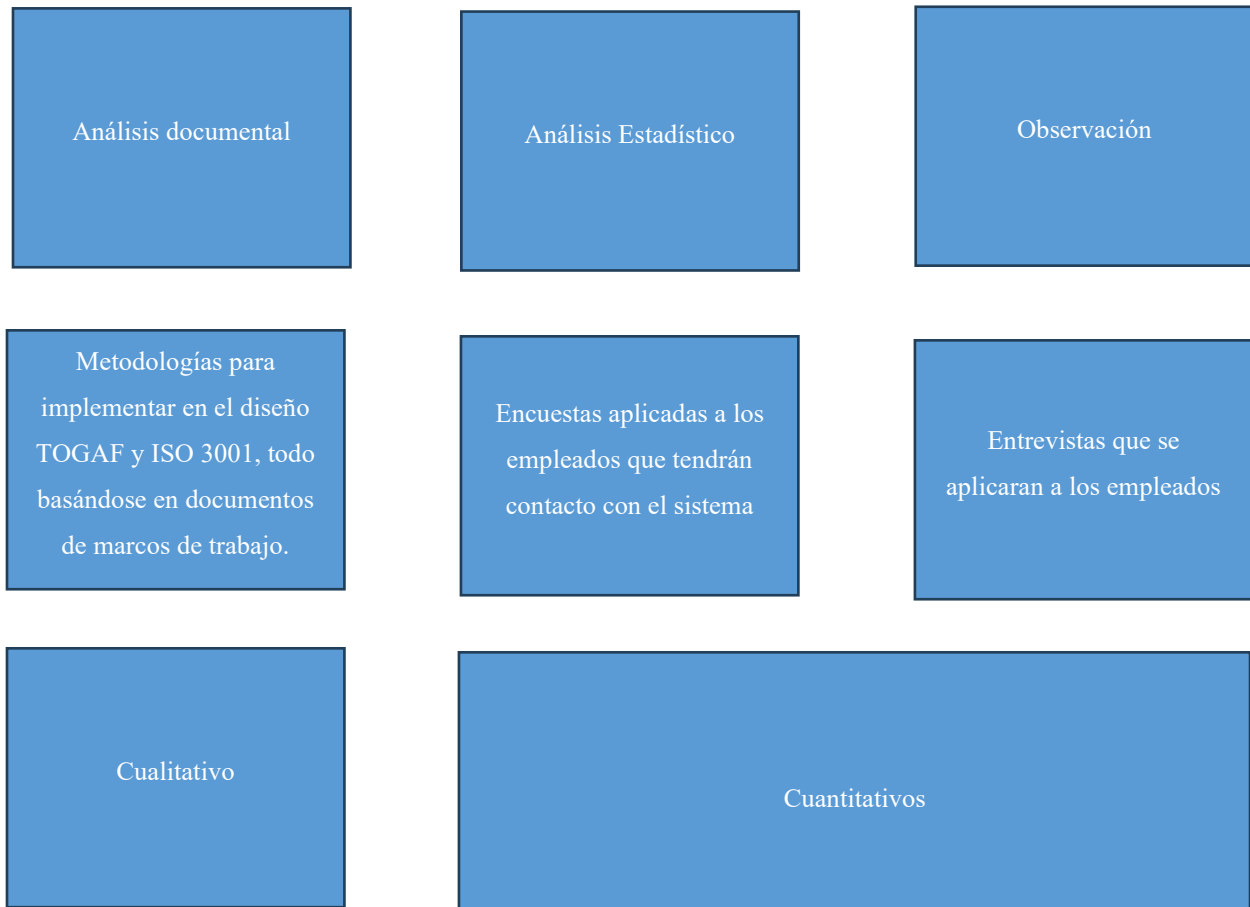 Análisis documental
Análisis Estadístico
Observación
Metodologías para
implementar en el diseño
TOGAF y ISO 3001, todo
basándose en documentos
de marcos de trabajo.
Encuestas aplicadas a los
empleados que tendrán
contacto con el sistema
Entrevistas que se
aplicaran a los empleados
Cualitativo
Cuantitativos